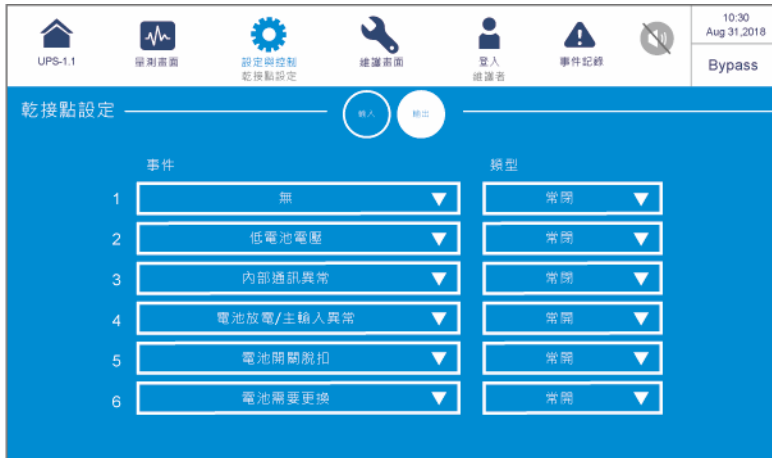 10:30
Aug 31,2018
UPS-1.1
量測畫面
設定與控制
乾接點設定
維護畫面
登入
維護者
事件記錄
Bypass
乾接點設定
輸入
輸出
事件
類型
1 無 常閉
2 低電池電壓 常閉
3 內部通訊異常 常閉
4 電池放電/主輸入異常 常開
5 電池開關脫扣 常開
6 電池需要更換 常開